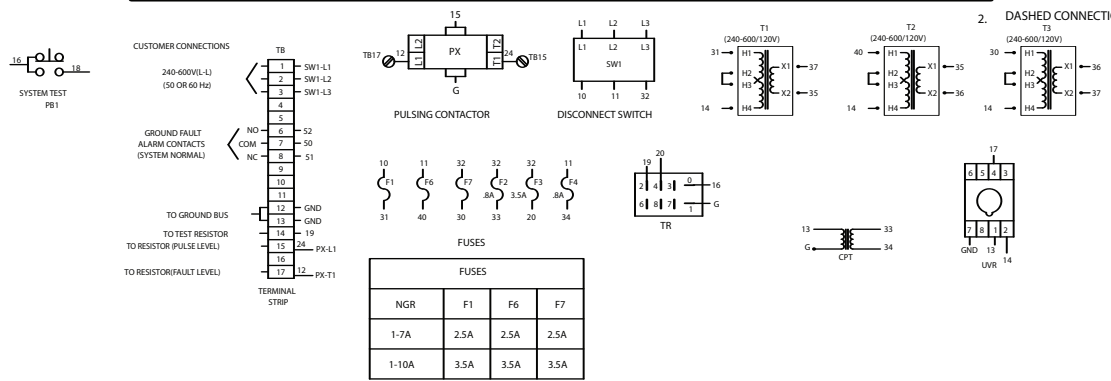 2. DASHED CONNECTIO
16
18
SYSTEM TEST
PB1
CUSTOMER CONNECTIONS
TB
240-600V(L-L)
(50 OR 60 Hz)
GROUND FAULT
ALARM CONTACTS
(SYSTEM NORMAL)
NO
COM
NC
TO GROUND BUS
TO TEST RESISTOR
TO RESISTOR (PULSE LEVEL)
TO RESISTOR(FAULT LEVEL)
1 SW1-L1
2 SW1-L2
3 SW1-L3
4
5
6 52
7 50
8 51
9
10
11
12 GND
13 GND
14 19
15 24 PX-L1
16
17 12 PX-T1
TERMINAL
STRIP
15
TB17 12 L1 L2 PX T1 T2 24 TB15
G
PULSING CONTACTOR
L1 L2 L3
L1 L2 L3
SW1
10 11 32
DISCONNECT SWITCH
T1
(240-600/120V)
31 H1
H2
H3
14 H4
X1 37
X2 35
T2
(240-600/120V)
40 H1
H2
H3
14 H4
X1 35
X2 36
T3
(240-600/120V)
30 H1
H2
H3
14 H4
X1 36
X2 37
10 11 32 32 32 11
F1 F6 F7 F2 F3 F4
.8A 3.5A .8A
31 40 30 33 20 34
FUSES
20
19
2 4 3 0 16
6 8 7 1 G
TR
13 33
G 34
CPT
17
6 5 4 3
7 8 1 2
GND 13 14
UVR
FUSES
NGR F1 F6 F7
1-7A 2.5A 2.5A 2.5A
1-10A 3.5A 3.5A 3.5A